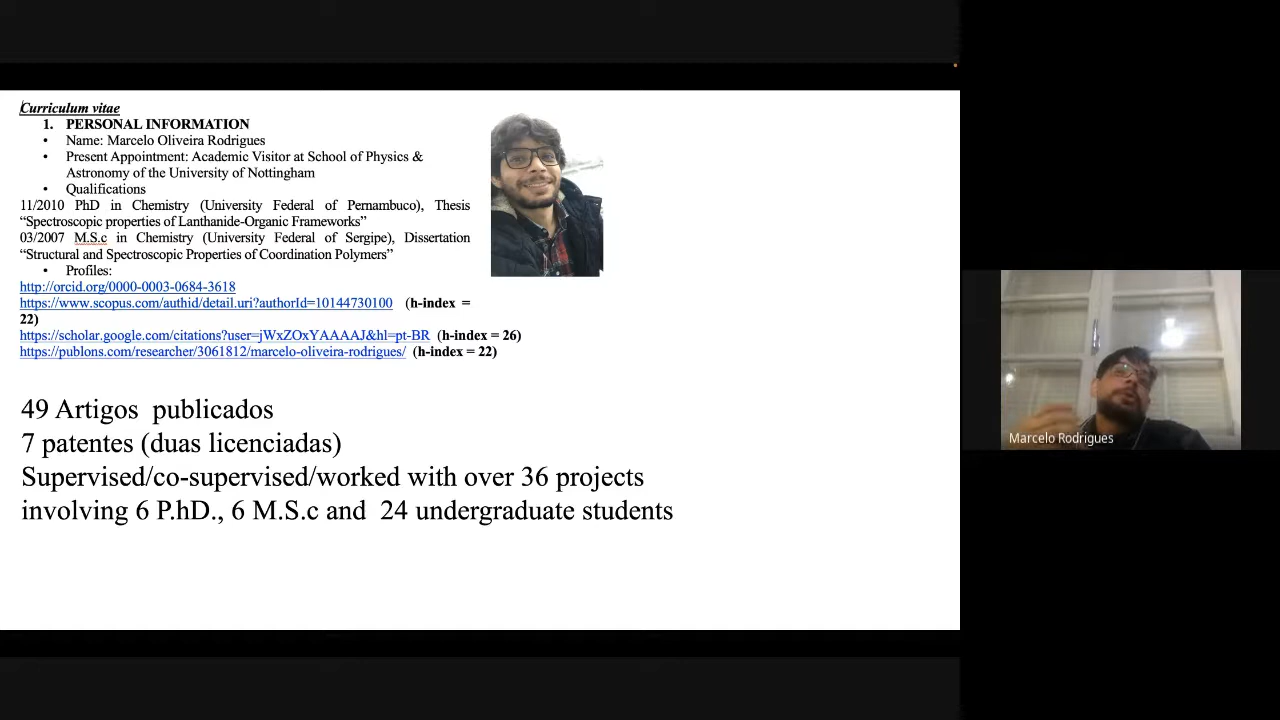 Curriculum vitae
1. PERSONAL INFORMATION
• Name: Marcelo Oliveira Rodrigues
• Present Appointment: Academic Visitor at School of Physics &
Astronomy of the University of Nottingham
• Qualifications
11/2010 PhD in Chemistry (University Federal of Pernambuco), Thesis
“Spectroscopic properties of Lanthanide-Organic Frameworks”
03/2007 M.S.c in Chemistry (University Federal of Sergipe), Dissertation
“Structural and Spectroscopic Properties of Coordination Polymers”
• Profiles:
http://orcid.org/0000-0003-0684-3618
https://www.scopus.com/authid/detail.uri?authorId=10144730100 (h-index =
22)
https://scholar.google.com/citations?user=jWxZOxYAAAAJ&hl=pt-BR (h-index = 26)
https://publons.com/researcher/3061812/marcelo-oliveira-rodrigues/ (h-index = 22)
49 Artigos publicados
7 patentes (duas licenciadas)
Supervised/co-supervised/worked with over 36 projects
involving 6 P.hD., 6 M.S.c and 24 undergraduate students
Marcelo Rodrigues